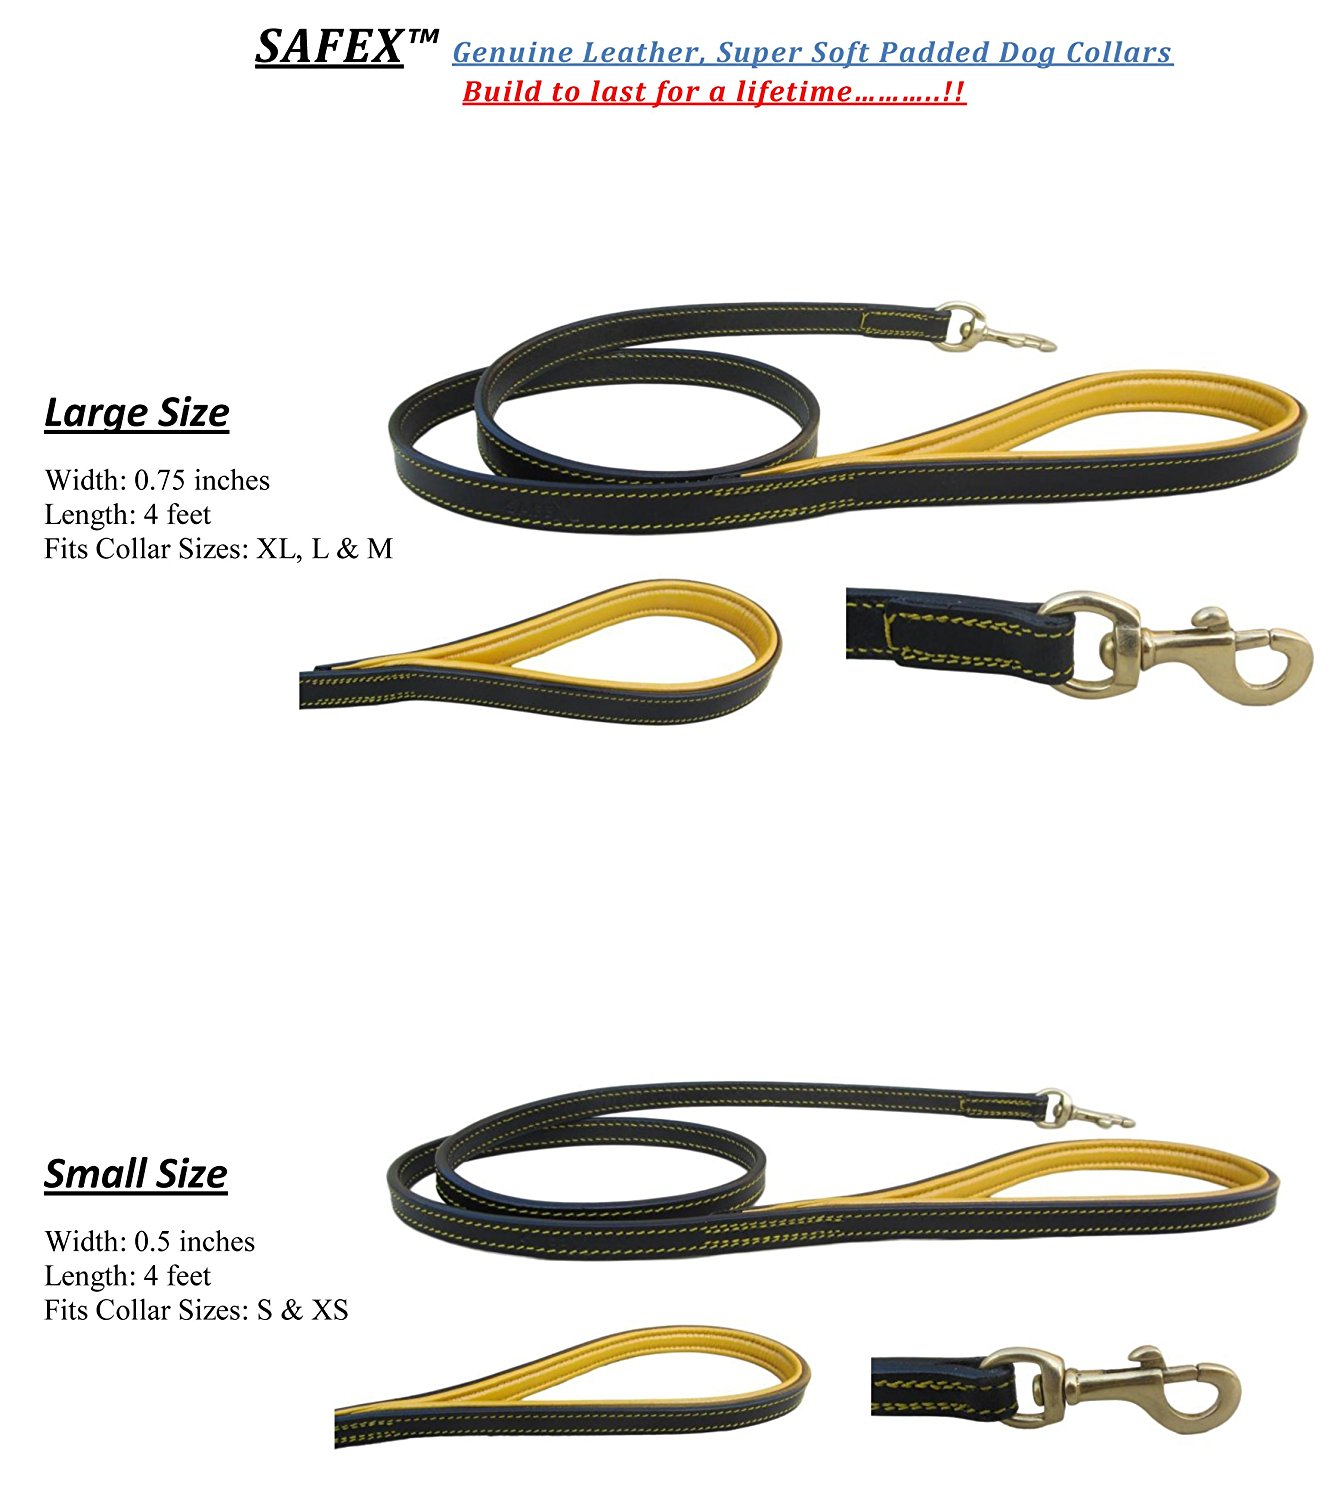 SAFEX™ Genuine Leather, Super Soft Padded Dog Collars
Build to last for a lifetime………..!!
Large Size
Width: 0.75 inches
Length: 4 feet
Fits Collar Sizes: XL, L & M
SAFEX
Small Size
Width: 0.5 inches
Length: 4 feet
Fits Collar Sizes: S & XS